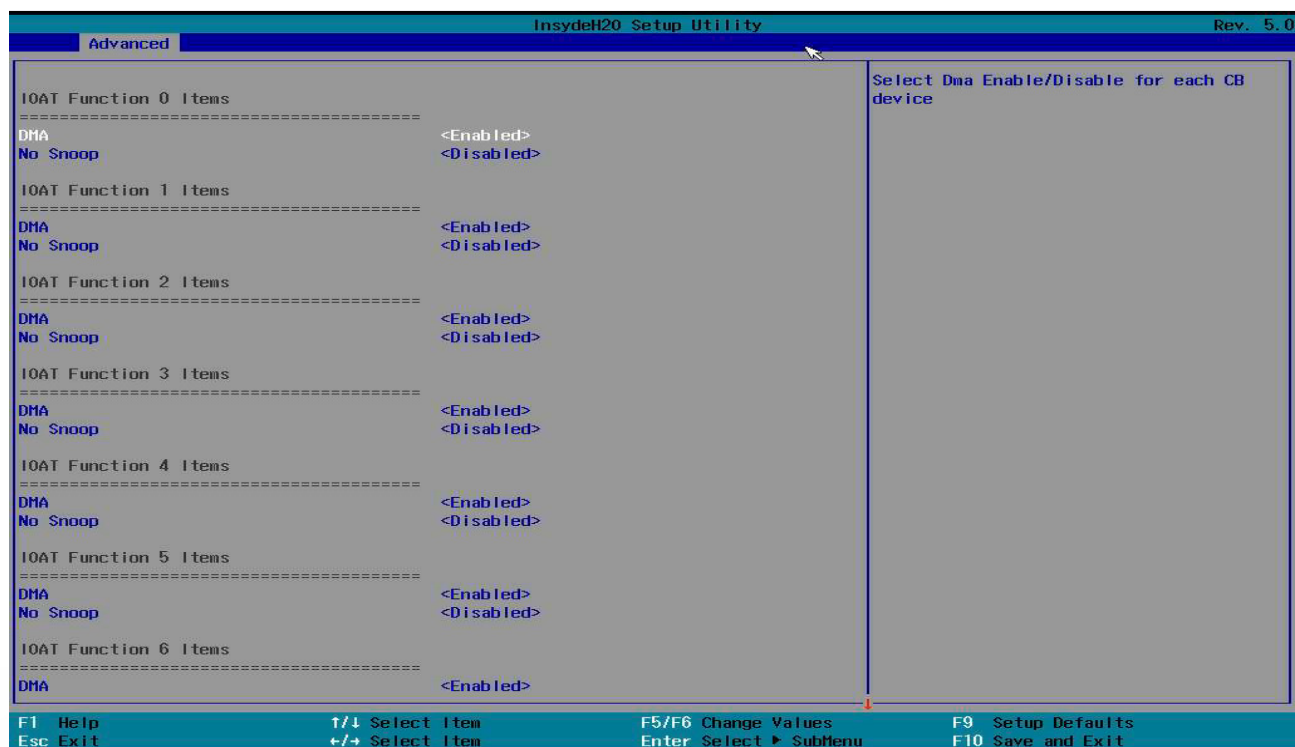 InsydeH2O Setup Utility Rev. 5.0
Advanced
IOAT Function 0 Items
========================================
DMA <Enabled>
No Snoop <Disabled>
IOAT Function 1 Items
========================================
DMA <Enabled>
No Snoop <Disabled>
IOAT Function 2 Items
========================================
DMA <Enabled>
No Snoop <Disabled>
IOAT Function 3 Items
========================================
DMA <Enabled>
No Snoop <Disabled>
IOAT Function 4 Items
========================================
DMA <Enabled>
No Snoop <Disabled>
IOAT Function 5 Items
========================================
DMA <Enabled>
No Snoop <Disabled>
IOAT Function 6 Items
========================================
DMA <Enabled>
Select Dma Enable/Disable for each CB
device
F1 Help ↑/↓ Select Item F5/F6 Change Values F9 Setup Defaults
Esc Exit ←/→ Select Item Enter Select ▶ SubMenu F10 Save and Exit